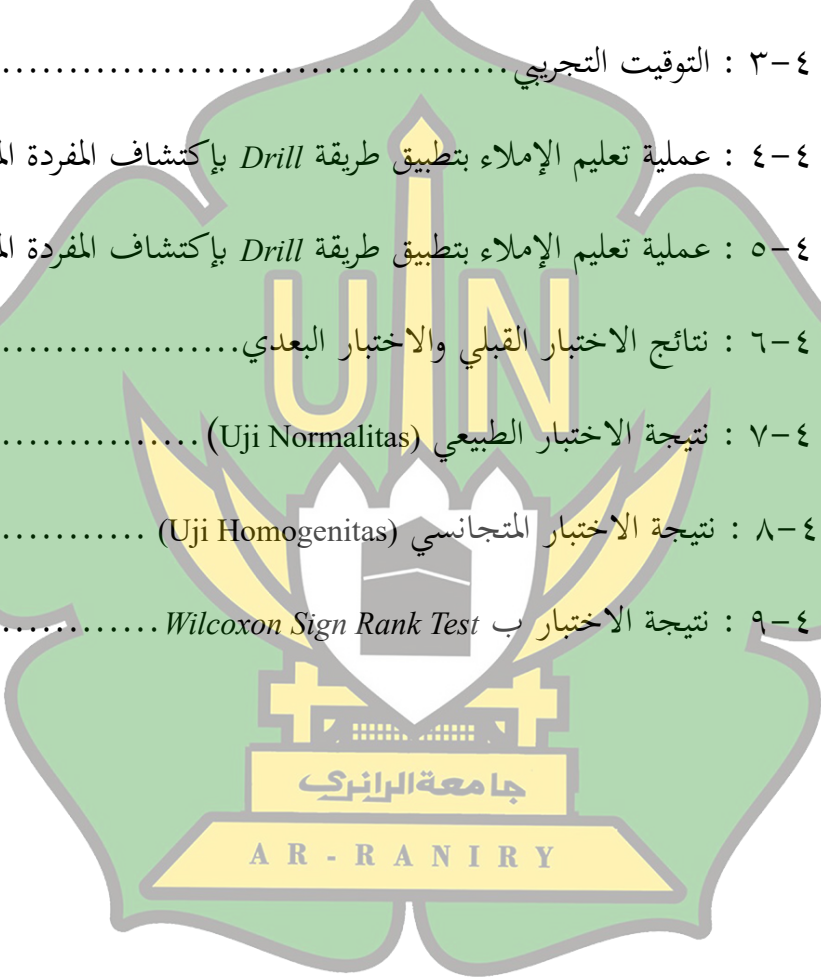 ٤-٣ : التوقيت التجريبي......................................
٤-٤ : عملية تعليم الإملاء بتطبيق طريقة Drill بإكتشاف المفردة
٤-٥ : عملية تعليم الإملاء بتطبيق طريقة Drill بإكتشاف المفردة
٤-٦ : نتائج الاختبار القبلي والاختبار البعدي..................
٤-٧ : نتيجة الاختبار الطبيعي (Uji Normalitas)...............
٤-٨ : نتيجة الاختبار المتجانسي (Uji Homogenitas) ............
٤-٩ : نتيجة الاختبار ب Wilcoxon Sign Rank Test.............
UIN
جامعة الرانري
AR-RANIRY